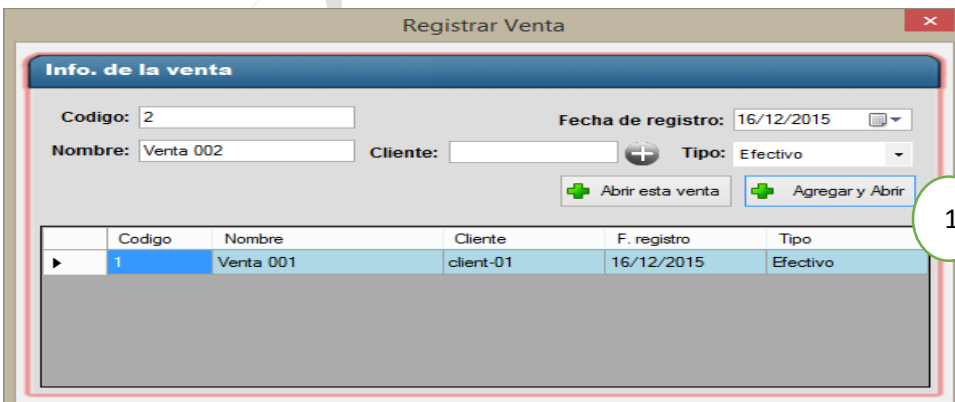 Registrar Venta
Info. de la venta
Codigo: 2 Fecha de registro: 16/12/2015
Nombre: Venta 002 Cliente: Tipo: Efectivo
Abrir esta venta Agregar y Abrir
1
Codigo Nombre Cliente F. registro Tipo
1 Venta 001 client-01 16/12/2015 Efectivo